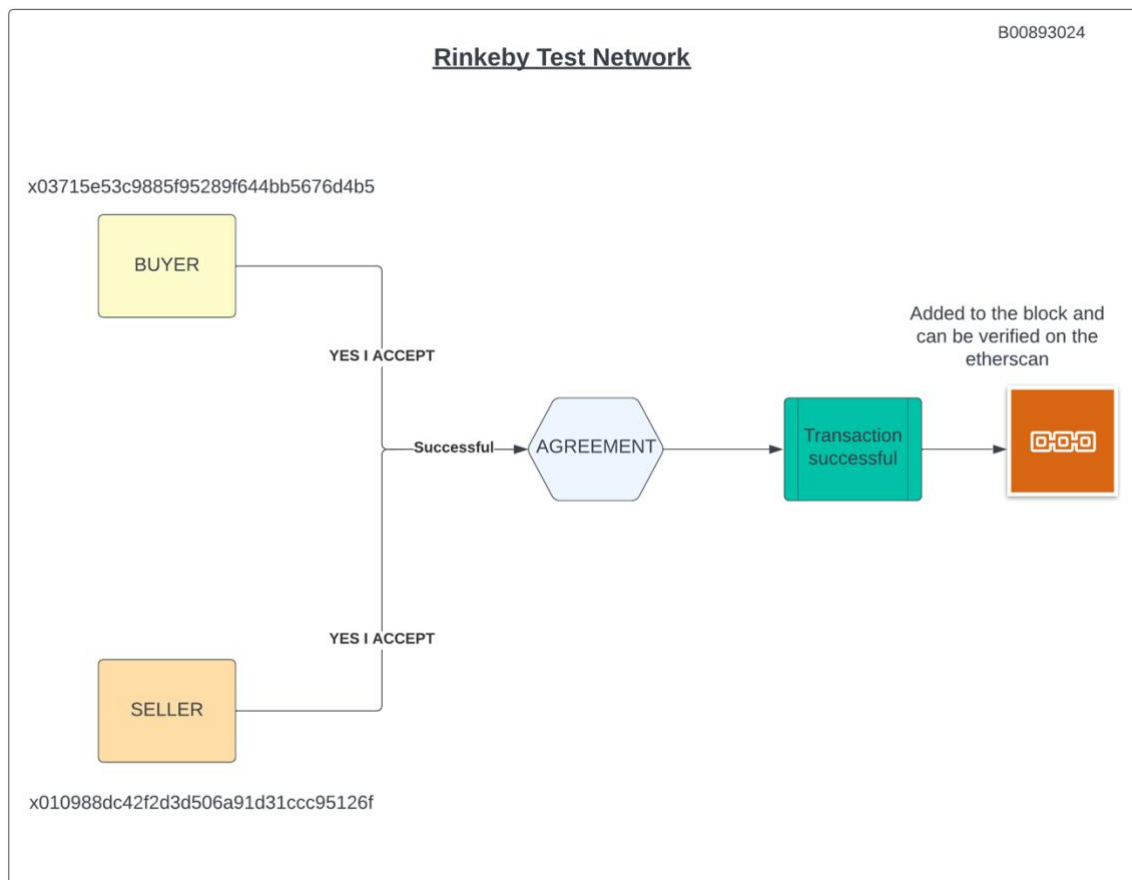 B00893024
Rinkeby Test Network
x03715e53c9885f95289f644bb5676d4b5
BUYER
YES I ACCEPT
Added to the block and
can be verified on the
etherscan
Successful
AGREEMENT
Transaction
successful
YES I ACCEPT
SELLER
x010988dc42f2d3d506a91d31ccc95126f